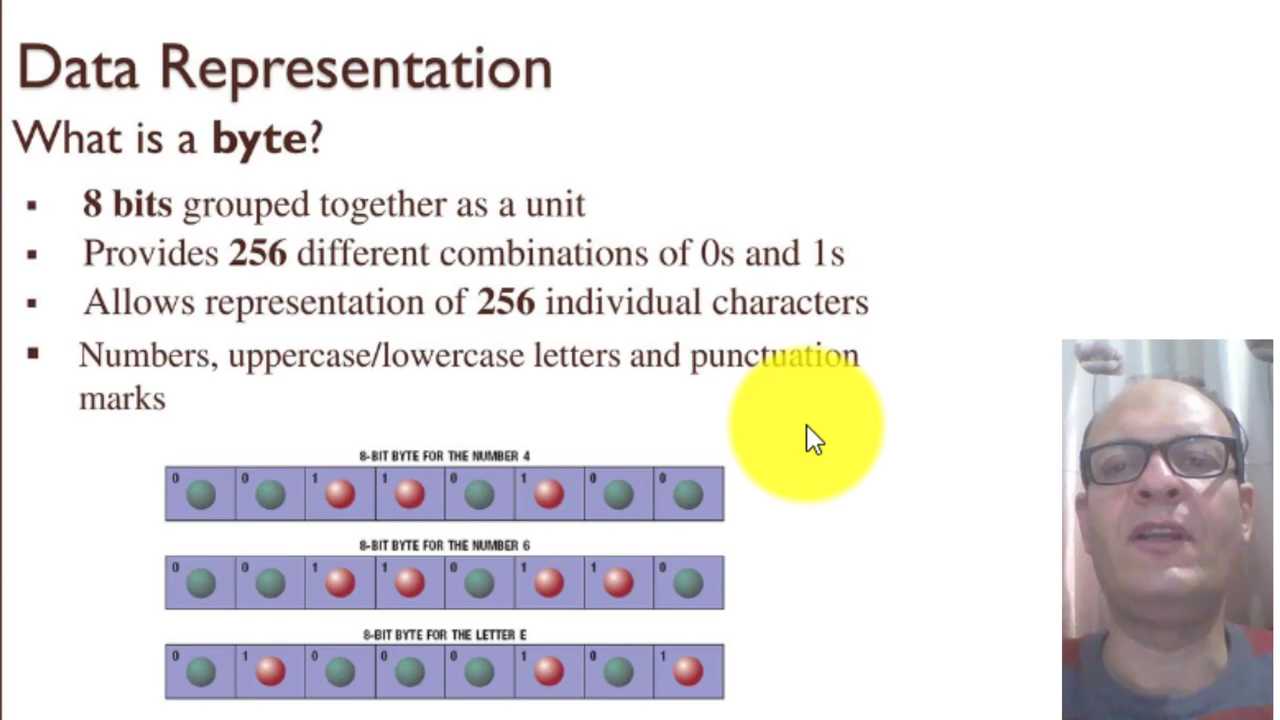 Data Representation
What is a byte?
▪ 8 bits grouped together as a unit
▪ Provides 256 different combinations of 0s and 1s
▪ Allows representation of 256 individual characters
▪ Numbers, uppercase/lowercase letters and punctuation
marks
8-BIT BYTE FOR THE NUMBER 4
0 0 1 1 0 1 0 0
8-BIT BYTE FOR THE NUMBER 6
0 0 1 1 0 1 1 0
8-BIT BYTE FOR THE LETTER E
0 1 0 0 0 1 0 1